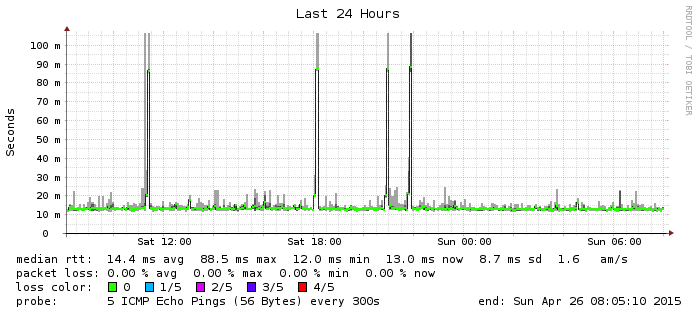 Last 24 Hours
RRDTOOL / TOBI OETIKER
Seconds
100 m
90 m
80 m
70 m
60 m
50 m
40 m
30 m
20 m
10 m
0
Sat 12:00 Sat 18:00 Sun 00:00 Sun 06:00
median rtt: 14.4 ms avg 88.5 ms max 12.0 ms min 13.0 ms now 8.7 ms sd 1.6 am/s
packet loss: 0.00 % avg 0.00 % max 0.00 % min 0.00 % now
loss color: 0 1/5 2/5 3/5 4/5
probe: 5 ICMP Echo Pings (56 Bytes) every 300s end: Sun Apr 26 08:05:10 2015